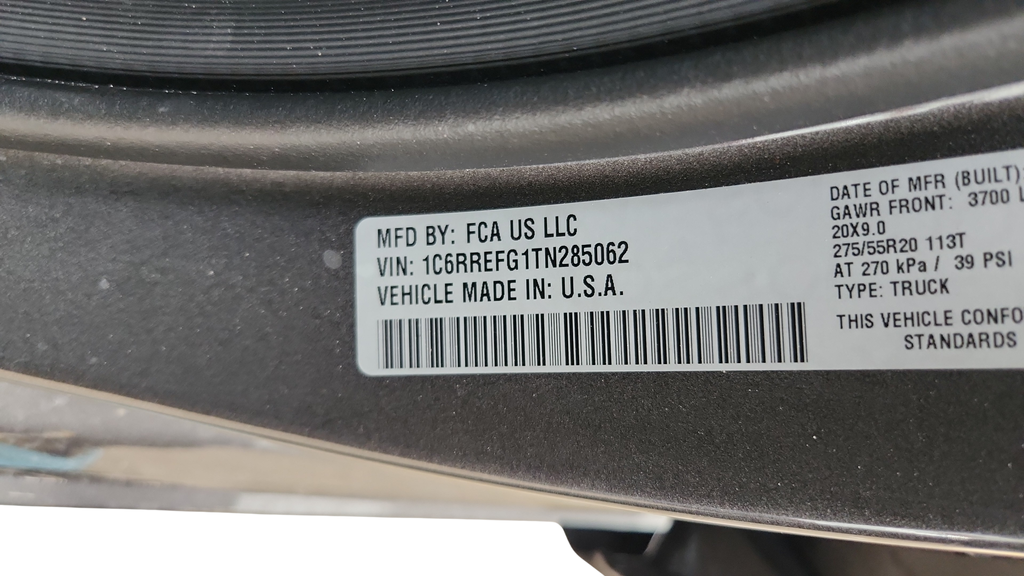 MFD BY: FCA US LLC
VIN: 1C6RREFG1TN285062
VEHICLE MADE IN: U.S.A.
DATE OF MFR (BUILT):
GAWR FRONT: 3700 L
20X9.0
275/55R20 113T
AT 270 kPa / 39 PSI
TYPE: TRUCK
THIS VEHICLE CONFO
STANDARDS